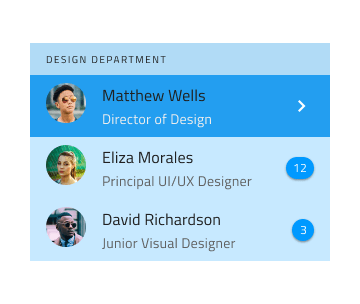 DESIGN DEPARTMENT
Matthew Wells
Director of Design
Eliza Morales
Principal UI/UX Designer
12
David Richardson
Junior Visual Designer
3